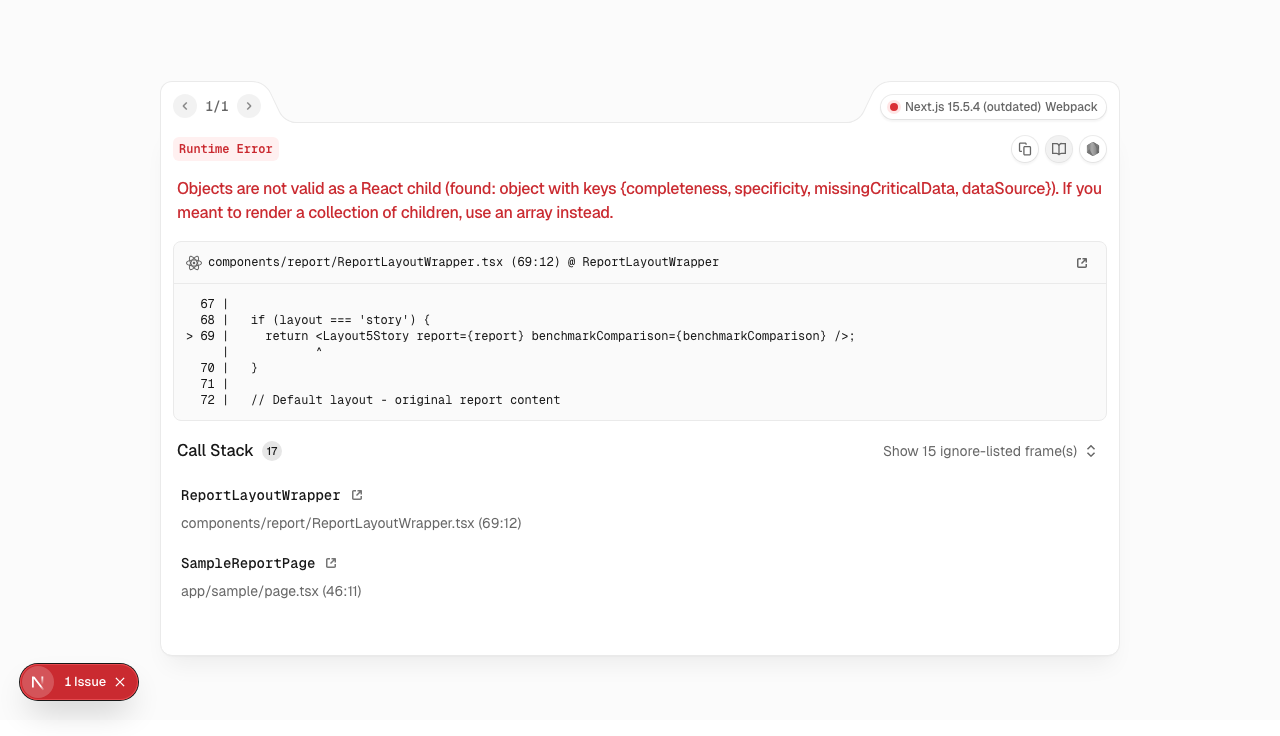 1/1
Next.js 15.5.4 (outdated) Webpack
Runtime Error
Objects are not valid as a React child (found: object with keys {completeness, specificity, missingCriticalData, dataSource}). If you
meant to render a collection of children, use an array instead.
components/report/ReportLayoutWrapper.tsx (69:12) @ ReportLayoutWrapper
  67 |
  68 |   if (layout === 'story') {
> 69 |     return <Layout5Story report={report} benchmarkComparison={benchmarkComparison} />;
     |            ^
  70 |   }
  71 |
  72 |   // Default layout - original report content
Call Stack 17
Show 15 ignore-listed frame(s)
ReportLayoutWrapper
components/report/ReportLayoutWrapper.tsx (69:12)
SampleReportPage
app/sample/page.tsx (46:11)
N 1 Issue